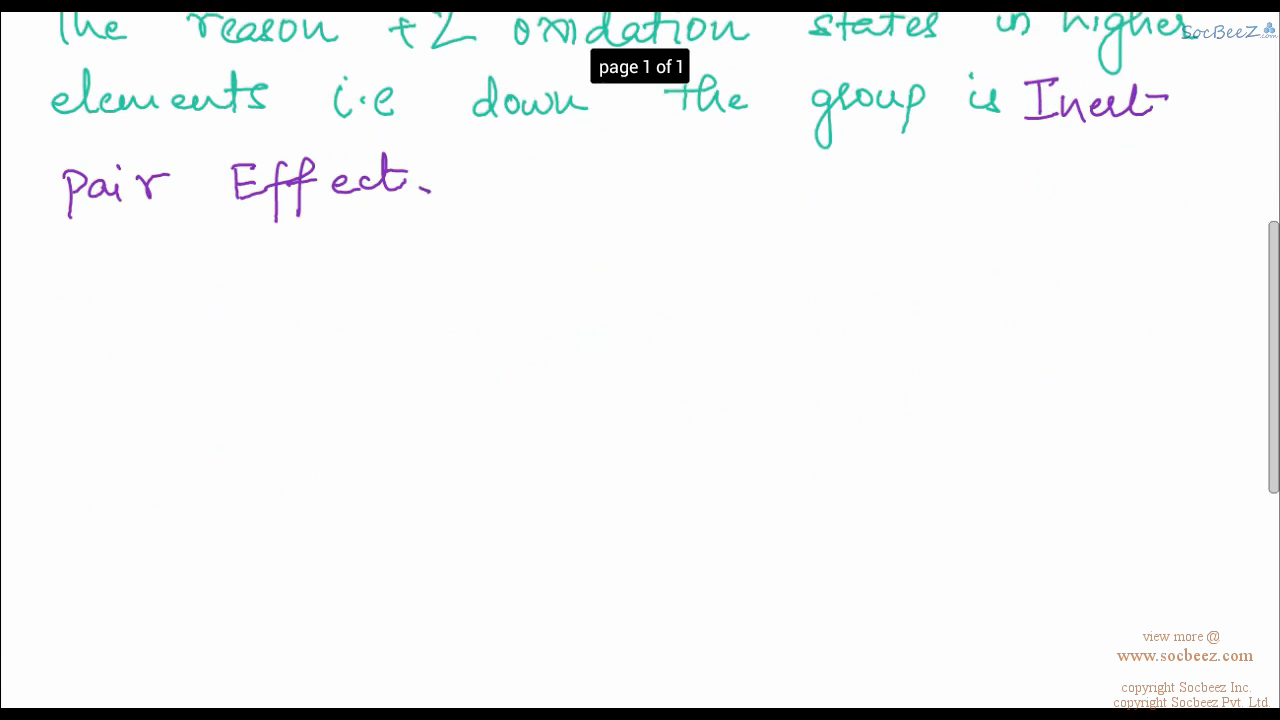 The reason +2 oxidation states in higher
SocBeeZ.com
page 1 of 1
elements i.e down the group is Inert
pair Effect.
view more @
www.socbeez.com
copyright Socbeez Inc.
copyright Socbeez Pvt. Ltd.